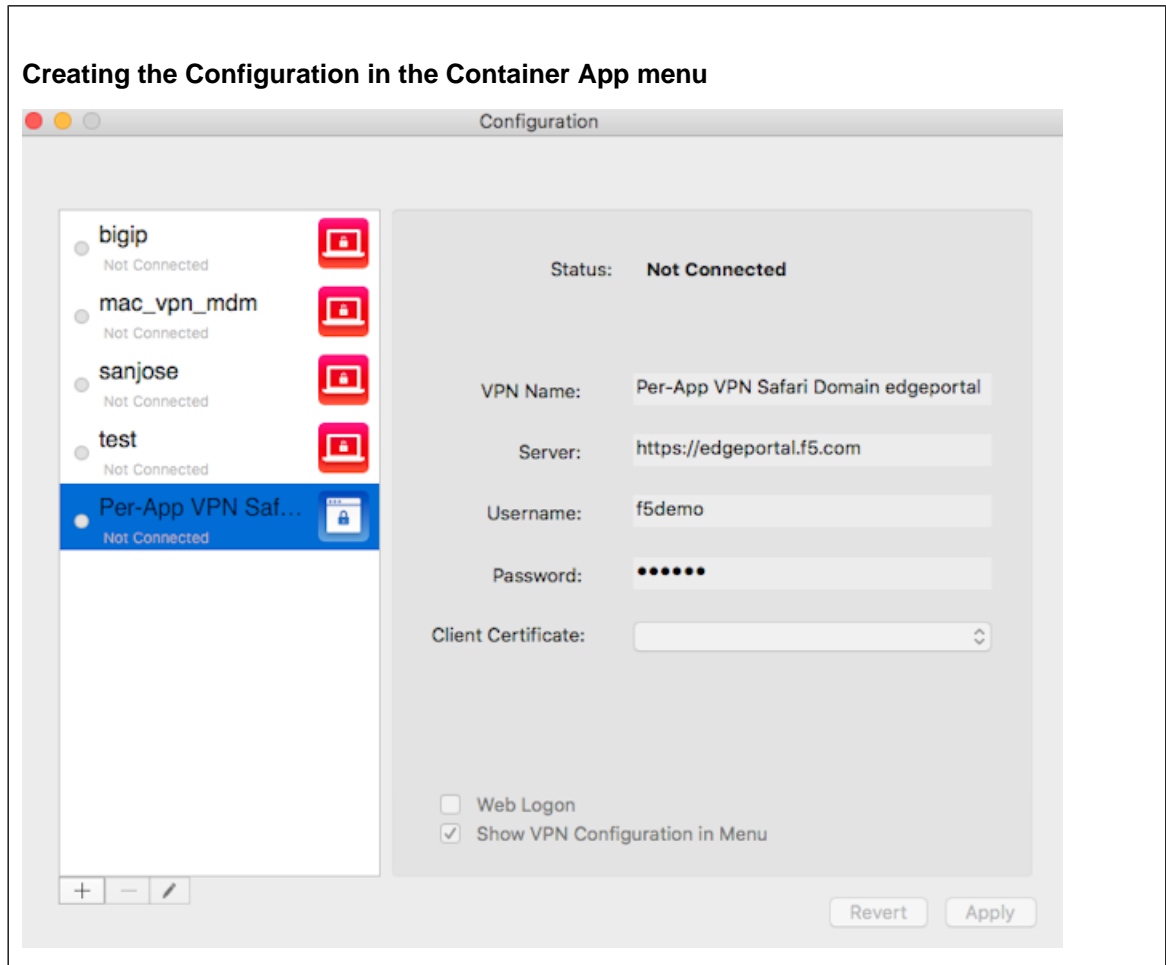 Creating the Configuration in the Container App menu
Configuration
bigip
Not Connected
mac_vpn_mdm
Not Connected
sanjose
Not Connected
test
Not Connected
Per-App VPN Saf...
Not Connected
Status: Not Connected
VPN Name: Per-App VPN Safari Domain edgeportal
Server: https://edgeportal.f5.com
Username: f5demo
Password: ••••••
Client Certificate:
Web Logon
Show VPN Configuration in Menu
Revert Apply